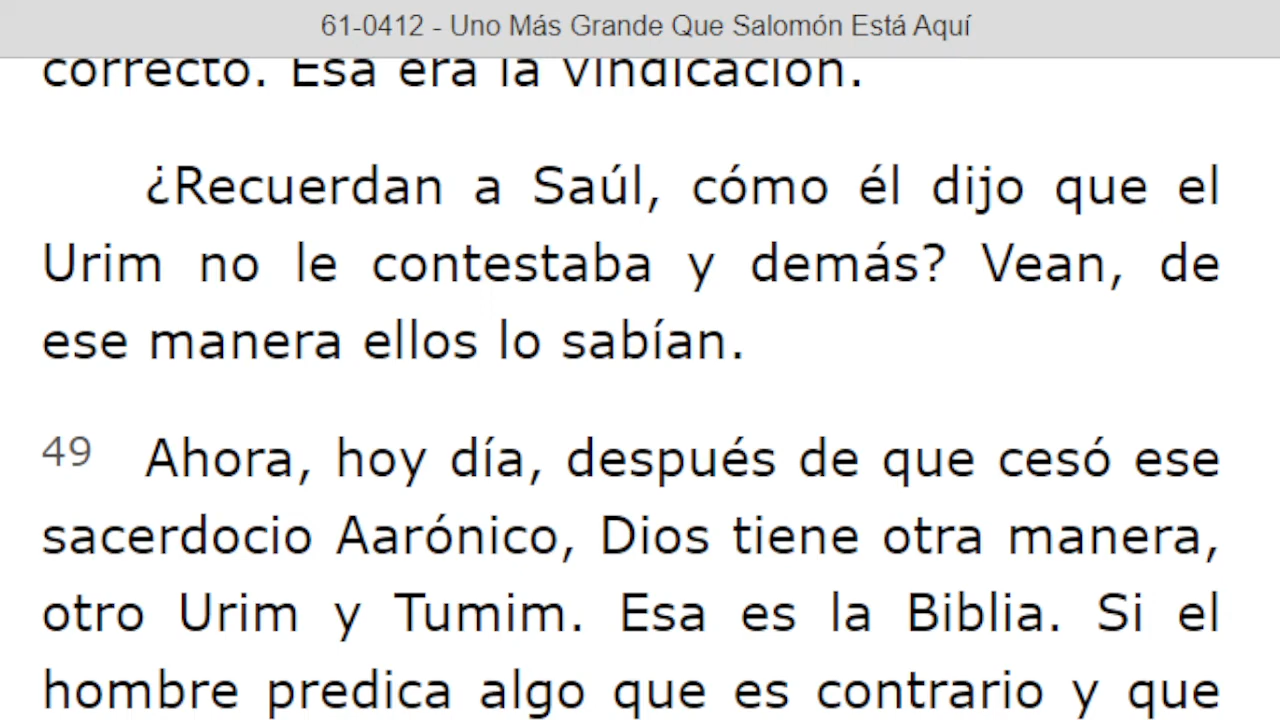 61-0412 - Uno Más Grande Que Salomón Está Aquí
correcto. Esa era la vindicación.
¿Recuerdan a Saúl, cómo él dijo que el
Urim no le contestaba y demás? Vean, de
ese manera ellos lo sabían.
49 Ahora, hoy día, después de que cesó ese
sacerdocio Aarónico, Dios tiene otra manera,
otro Urim y Tumim. Esa es la Biblia. Si el
hombre predica algo que es contrario y que